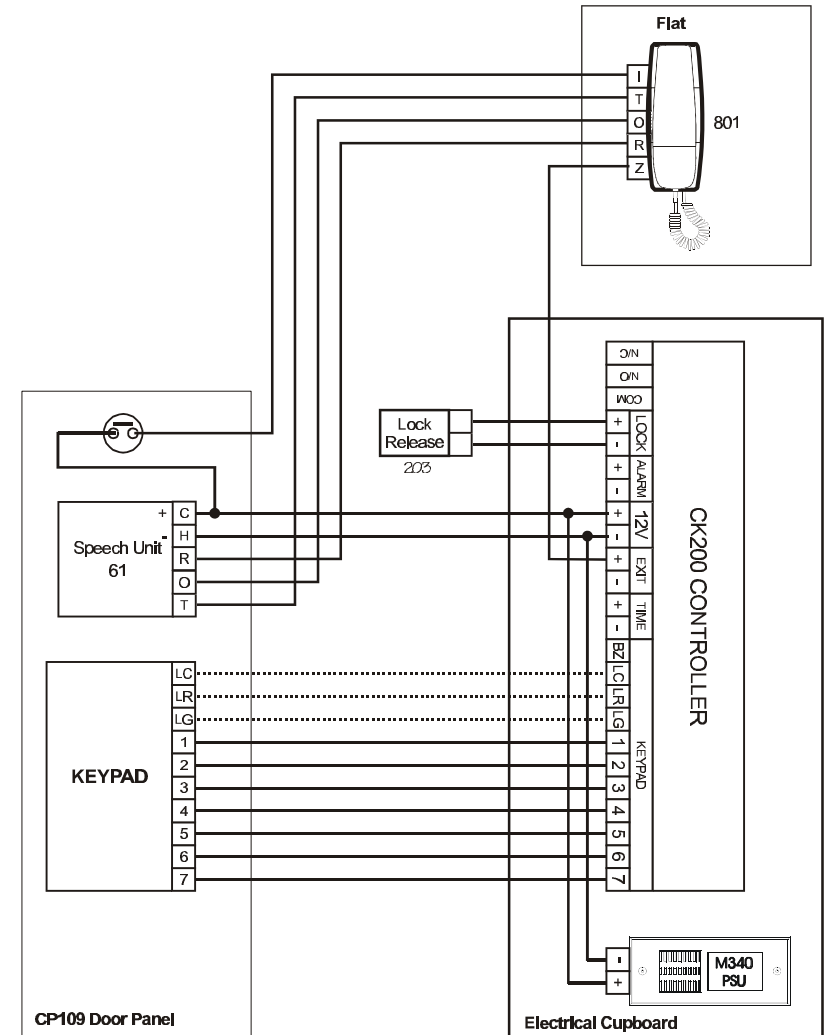 Flat
I
T
O
R
Z
801
N/C
N/O
COM
+
-
LOCK
+
-
ALARM
+
-
12V
+
-
EXIT
+
-
TIME
BZ
LC
LR
LG
1
2
3
4
5
6
7
KEYPAD
CK200 CONTROLLER
Lock
Release
203
+
-
Speech Unit
61
C
H
R
O
T
KEYPAD
LC
LR
LG
1
2
3
4
5
6
7
-
+
M340
PSU
CP109 Door Panel
Electrical Cupboard